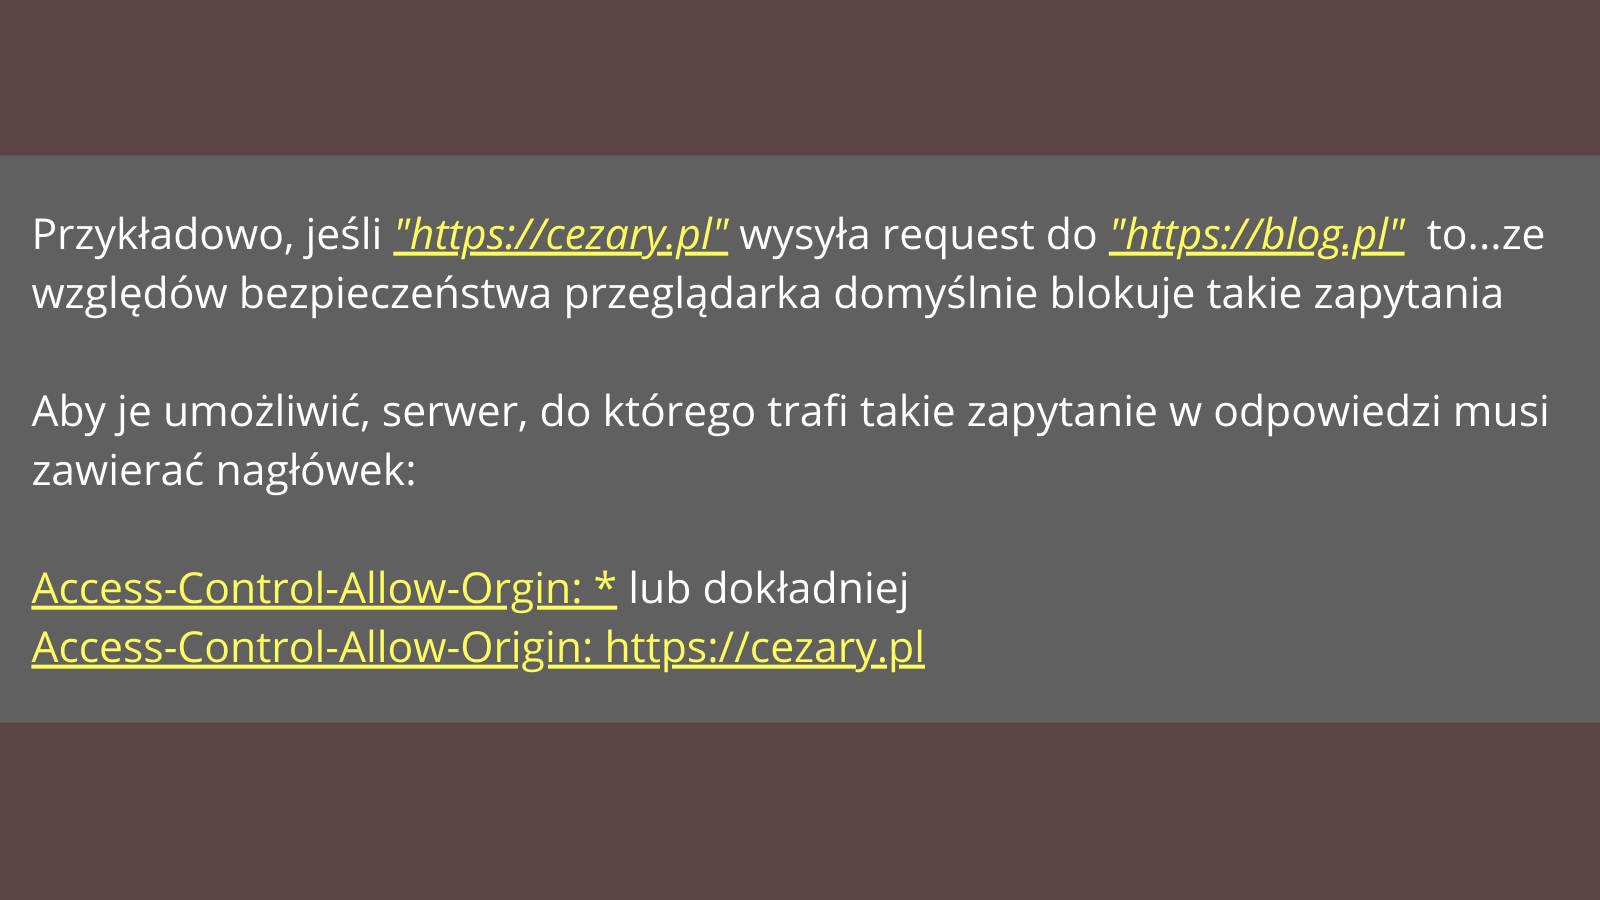 Przykładowo, jeśli "https://cezary.pl" wysyła request do "https://blog.pl" to...ze
względów bezpieczeństwa przeglądarka domyślnie blokuje takie zapytania
Aby je umożliwić, serwer, do którego trafi takie zapytanie w odpowiedzi musi
zawierać nagłówek:
Access-Control-Allow-Orgin: * lub dokładniej
Access-Control-Allow-Origin: https://cezary.pl